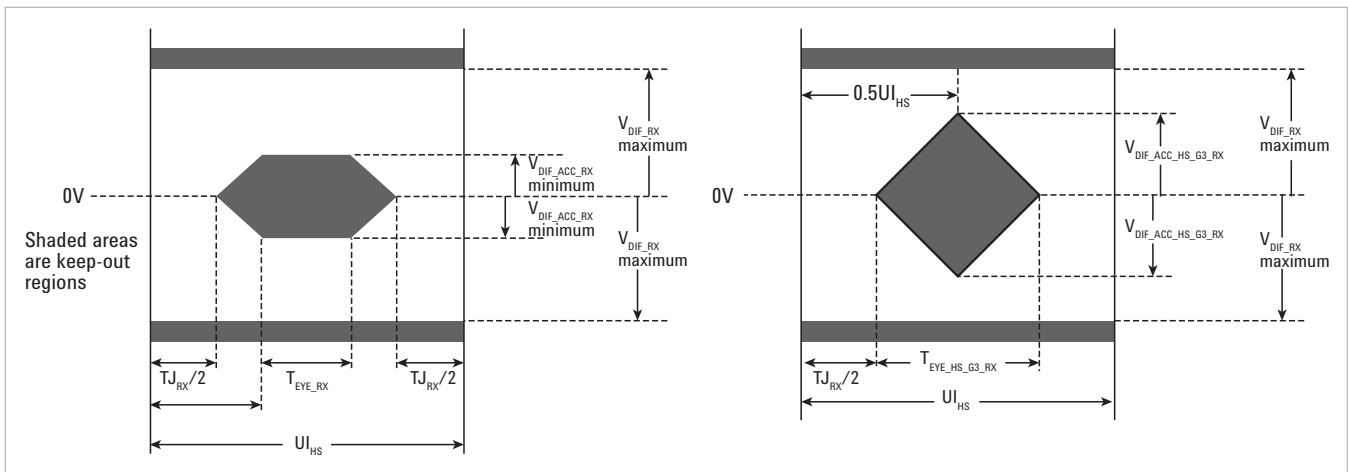 V_DIF_RX
maximum
V_DIF_ACC_RX
minimum
0V
V_DIF_ACC_RX
minimum
V_DIF_RX
maximum
Shaded areas
are keep-out
regions
TJ_RX/2
T_EYE_RX
TJ_RX/2
UI_HS
0.5UI_HS
V_DIF_RX
maximum
V_DIF_ACC_HS_G3_RX
0V
V_DIF_ACC_HS_G3_RX
V_DIF_RX
maximum
TJ_RX/2
T_EYE_HS_G3_RX
UI_HS